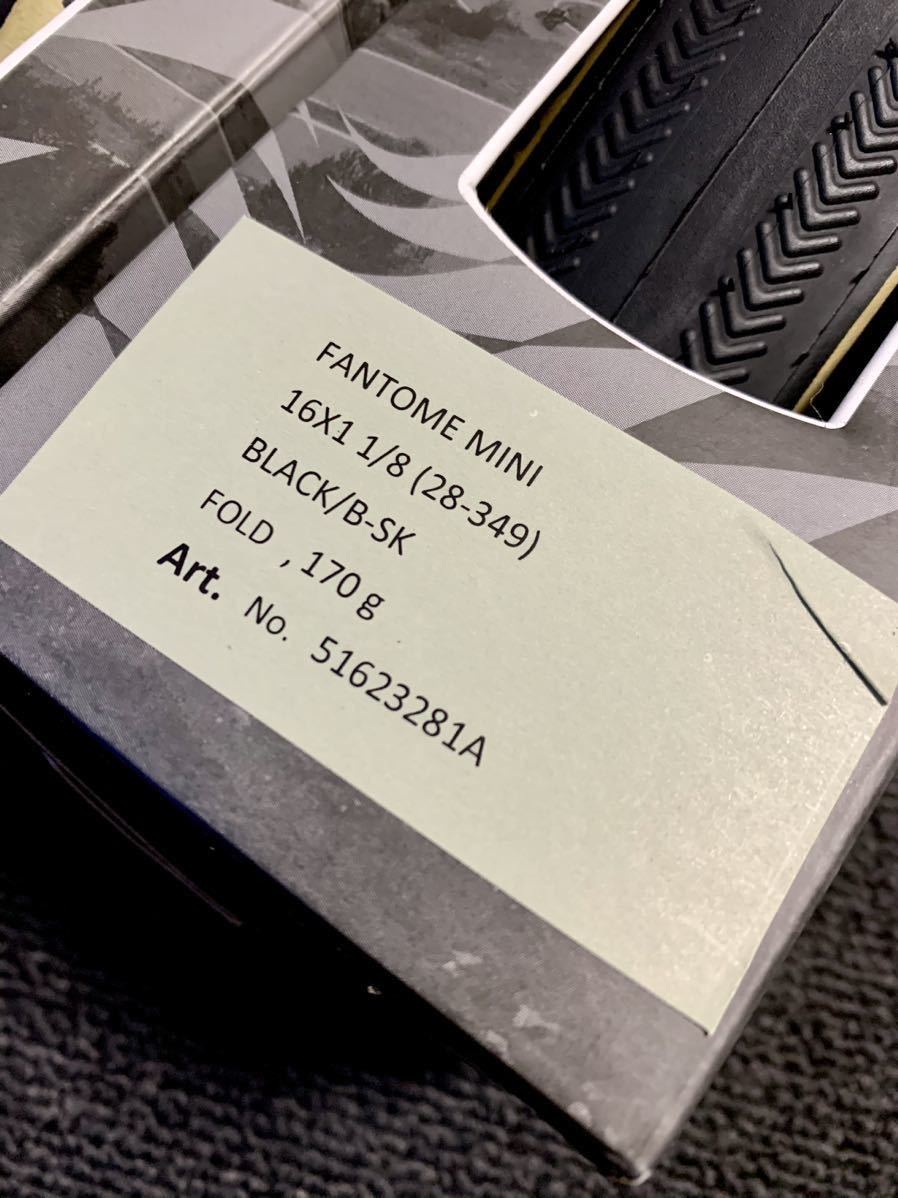 FANTOME MINI
16X1 1/8 (28-349)
BLACK/B-SK
FOLD , 170 g
Art. No. 51623281A